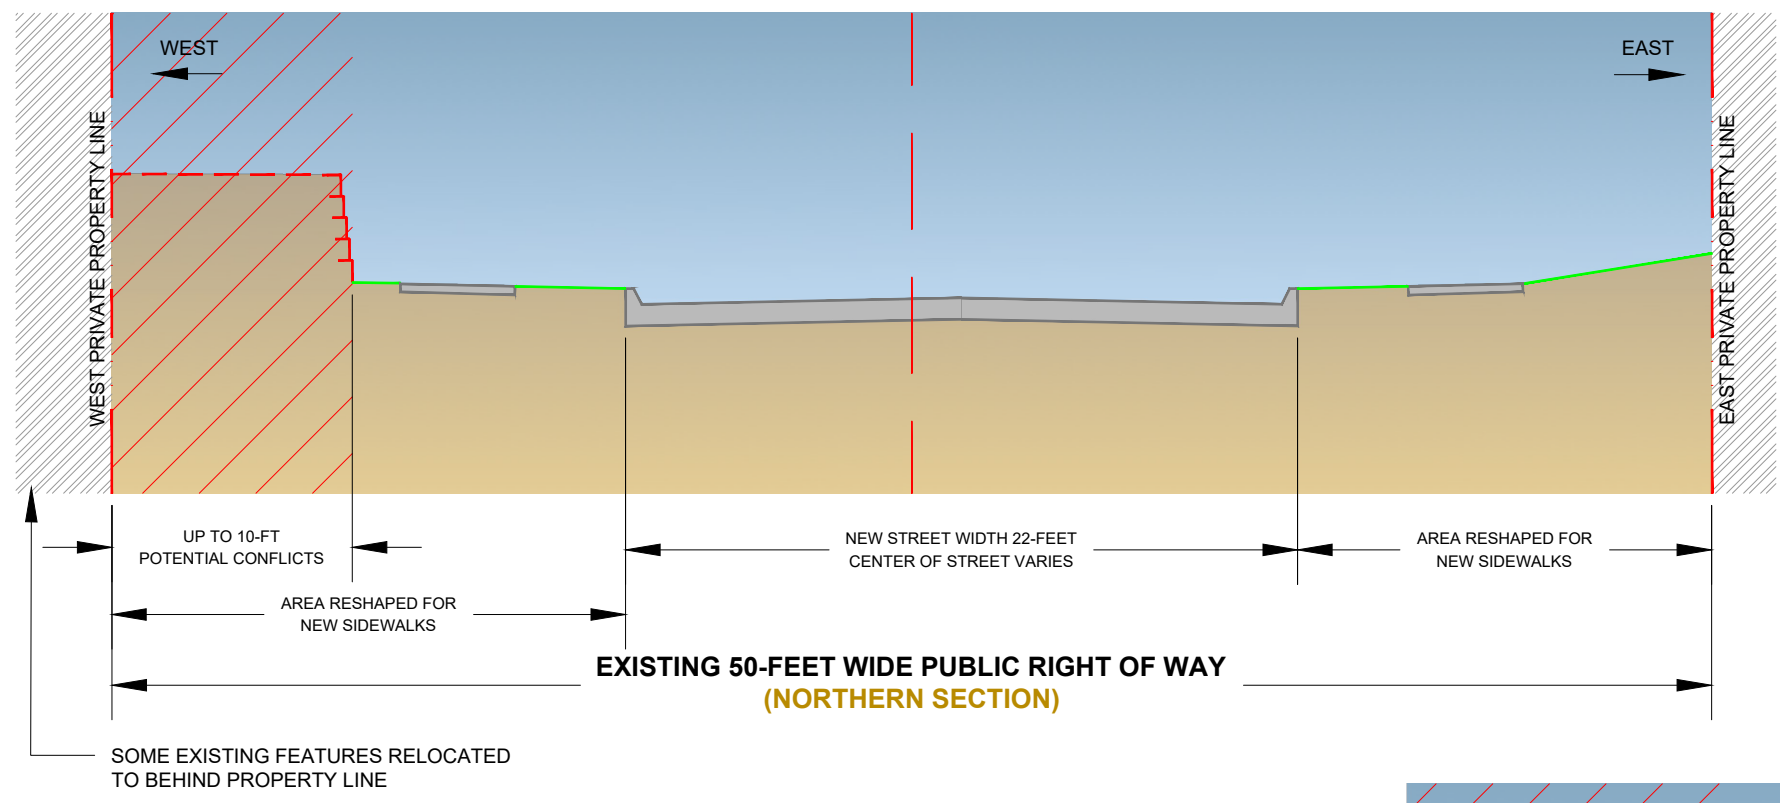 WEST
EAST
WEST PRIVATE PROPERTY LINE
EAST PRIVATE PROPERTY LINE
UP TO 10-FT
POTENTIAL CONFLICTS
NEW STREET WIDTH 22-FEET
CENTER OF STREET VARIES
AREA RESHAPED FOR
NEW SIDEWALKS
AREA RESHAPED FOR
NEW SIDEWALKS
EXISTING 50-FEET WIDE PUBLIC RIGHT OF WAY
(NORTHERN SECTION)
SOME EXISTING FEATURES RELOCATED
TO BEHIND PROPERTY LINE